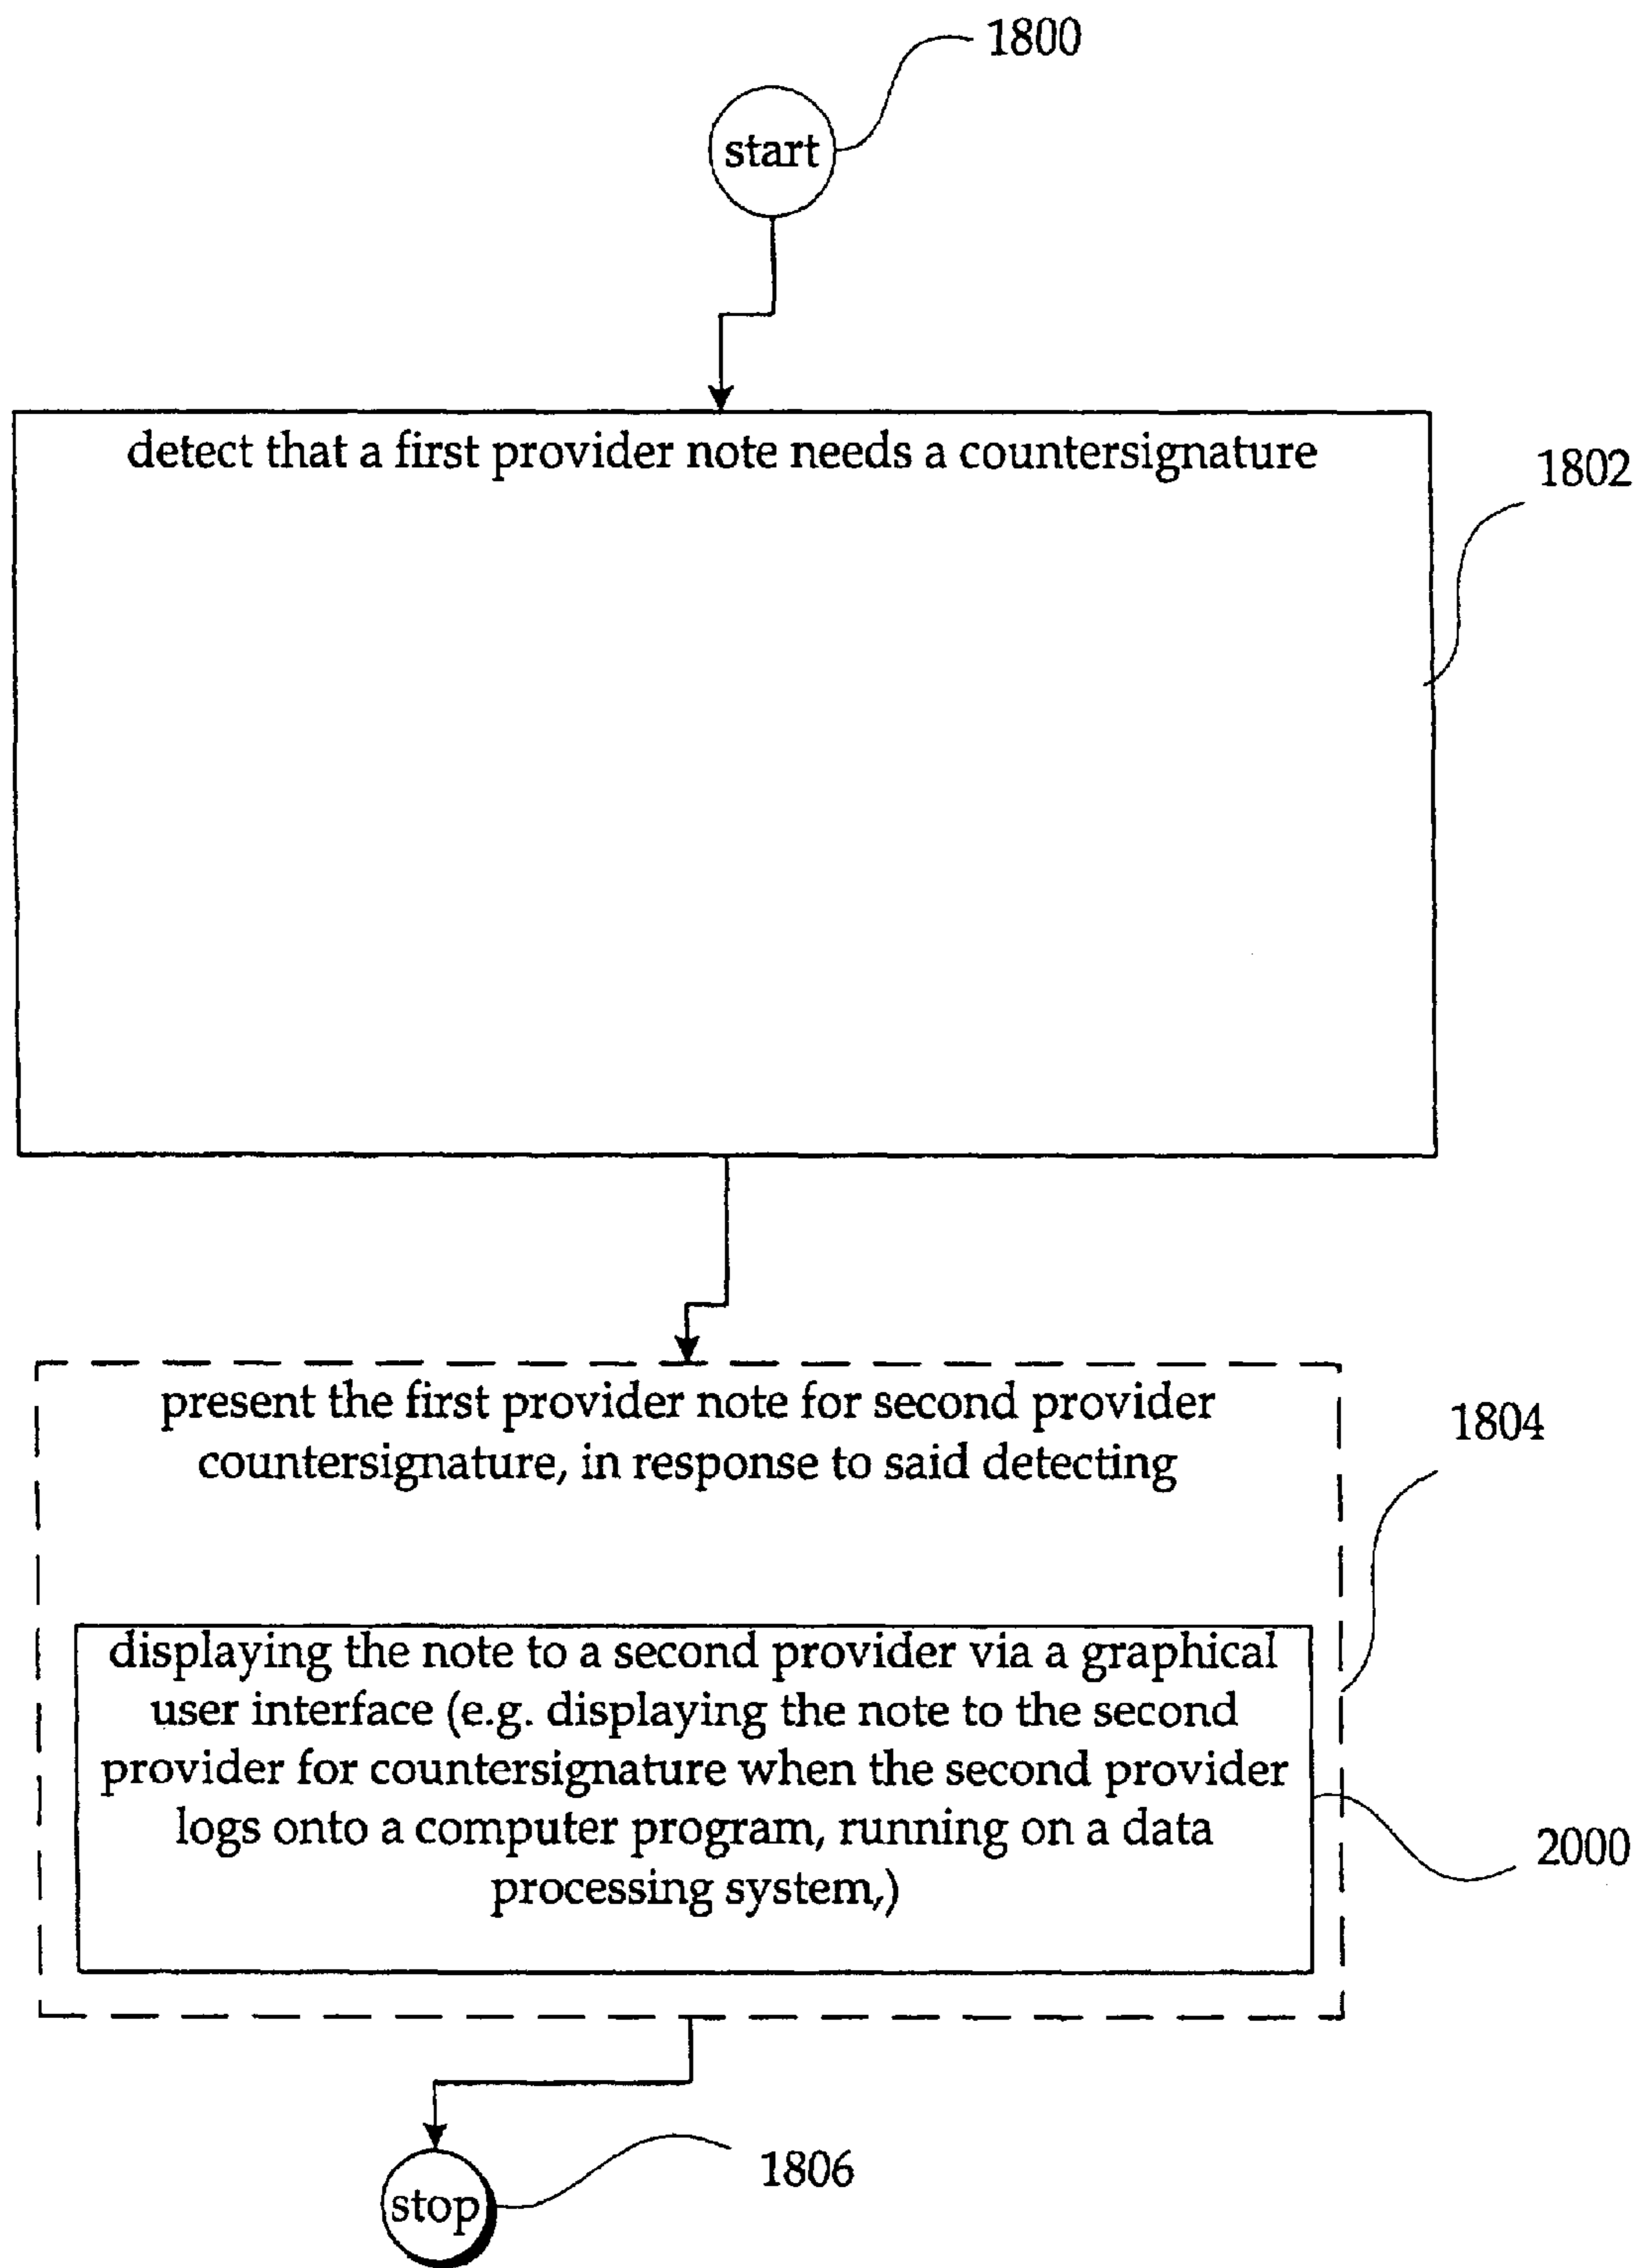 1800
start
detect that a first provider note needs a countersignature
1802
present the first provider note for second provider
countersignature, in response to said detecting
1804
displaying the note to a second provider via a graphical
user interface (e.g. displaying the note to the second
provider for countersignature when the second provider
logs onto a computer program, running on a data
processing system,)
2000
1806
stop